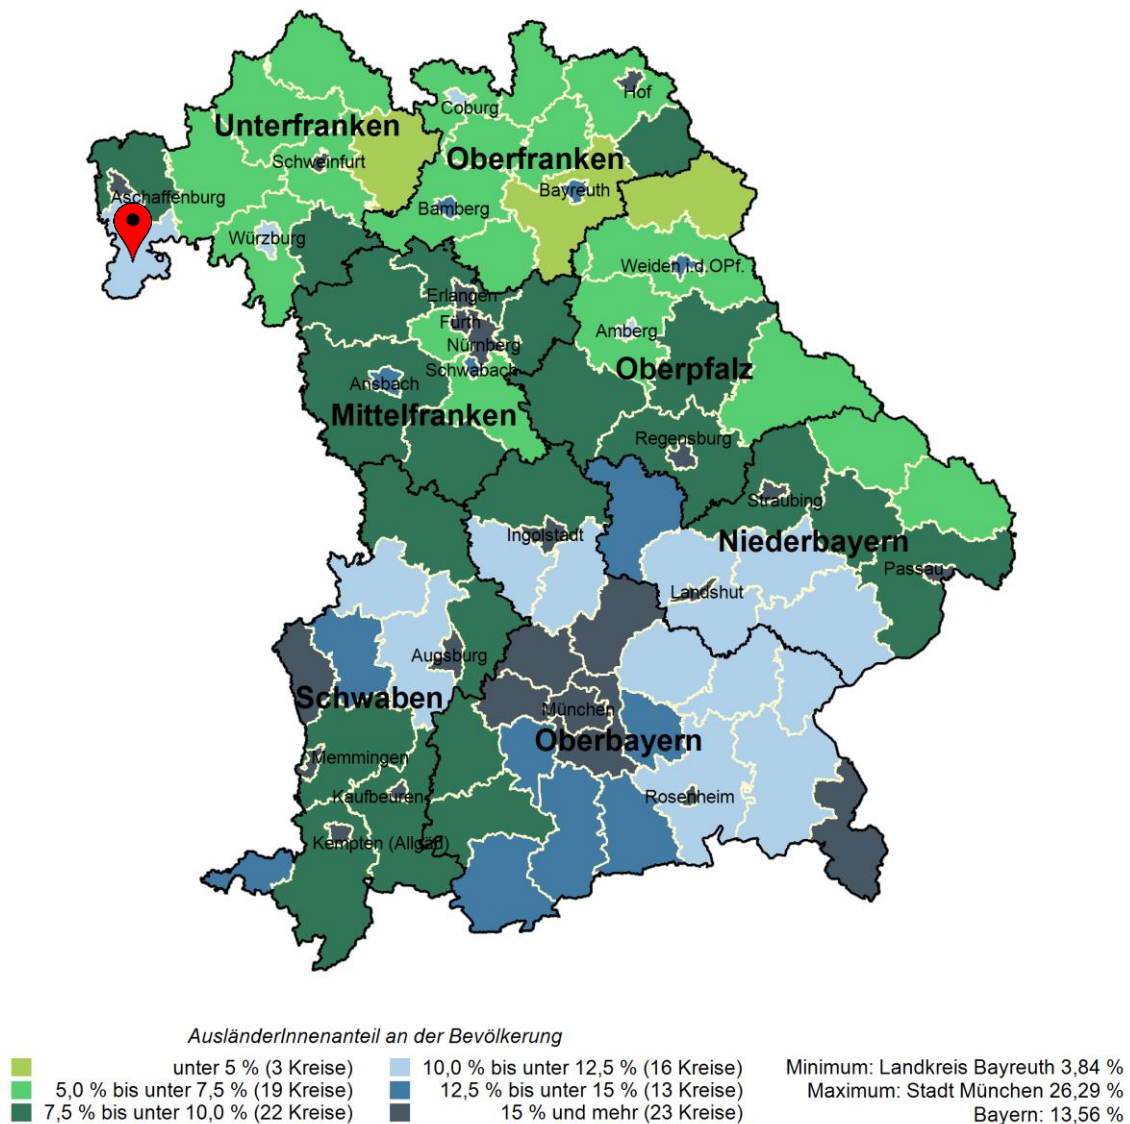 Hof
Coburg
Unterfranken
Oberfranken
Schweinfurt
Bayreuth
Aschaffenburg
Bamberg
Würzburg
Weiden i.d.OPf.
Erlangen
Fürth
Amberg
Nürnberg
Schwabach
Oberpfalz
Ansbach
Mittelfranken
Regensburg
Straubing
Ingolstadt
Niederbayern
Passau
Landshut
Augsburg
Schwaben
München
Oberbayern
Memmingen
Kaufbeuren
Rosenheim
Kempten (Allgäu)
AusländerInnenanteil an der Bevölkerung
unter 5 % (3 Kreise)
5,0 % bis unter 7,5 % (19 Kreise)
7,5 % bis unter 10,0 % (22 Kreise)
10,0 % bis unter 12,5 % (16 Kreise)
12,5 % bis unter 15 % (13 Kreise)
15 % und mehr (23 Kreise)
Minimum: Landkreis Bayreuth 3,84 %
Maximum: Stadt München 26,29 %
Bayern: 13,56 %